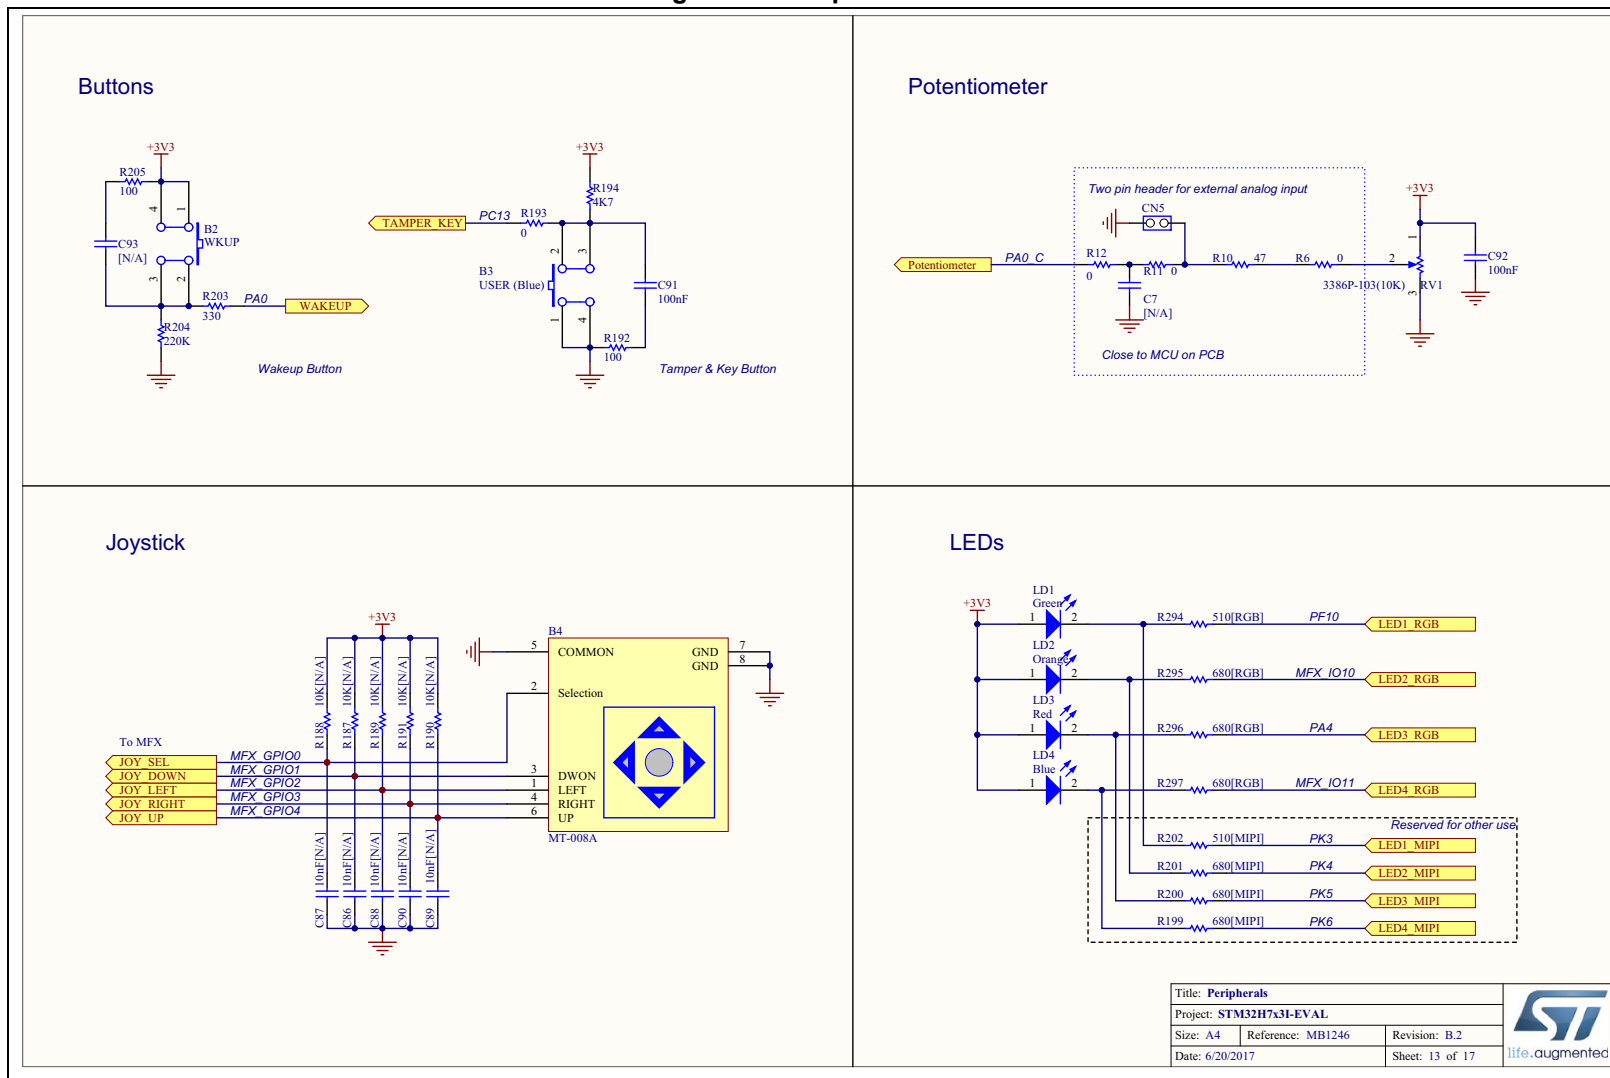 Buttons
+3V3
R205
100
4
1
B2
WKUP
C93
[N/A]
3
2
R203
330
PA0
WAKEUP
R204
220K
Wakeup Button
+3V3
R194
4K7
TAMPER_KEY
PC13
R193
0
2
3
B3
USER (Blue)
C91
100nF
1
4
R192
100
Tamper & Key Button
Potentiometer
Two pin header for external analog input
CN5
+3V3
Potentiometer
PA0_C
R12
0
R11 0
R10 47
R6 0
2
1
3
3386P-103(10K) RV1
C92
100nF
C7
[N/A]
Close to MCU on PCB
Joystick
+3V3
R188 10K[N/A]
R187 10K[N/A]
R189 10K[N/A]
R191 10K[N/A]
R190 10K[N/A]
To MFX
JOY_SEL MFX_GPIO0
JOY_DOWN MFX_GPIO1
JOY_LEFT MFX_GPIO2
JOY_RIGHT MFX_GPIO3
JOY_UP MFX_GPIO4
C87 10nF[N/A]
C86 10nF[N/A]
C88 10nF[N/A]
C90 10nF[N/A]
C89 10nF[N/A]
B4
5 COMMON
GND 7
GND 8
2 Selection
3 DWON
1 LEFT
4 RIGHT
6 UP
MT-008A
LEDs
+3V3
LD1
Green
1 2 R294 510[RGB] PF10 LED1_RGB
LD2
Orange
1 2 R295 680[RGB] MFX_IO10 LED2_RGB
LD3
Red
1 2 R296 680[RGB] PA4 LED3_RGB
LD4
Blue
1 2 R297 680[RGB] MFX_IO11 LED4_RGB
Reserved for other use
R202 510[MIPI] PK3 LED1_MIPI
R201 680[MIPI] PK4 LED2_MIPI
R200 680[MIPI] PK5 LED3_MIPI
R199 680[MIPI] PK6 LED4_MIPI
Title: Peripherals
Project: STM32H7x3I-EVAL
Size: A4 Reference: MB1246 Revision: B.2
Date: 6/20/2017 Sheet: 13 of 17
ST
life.augmented